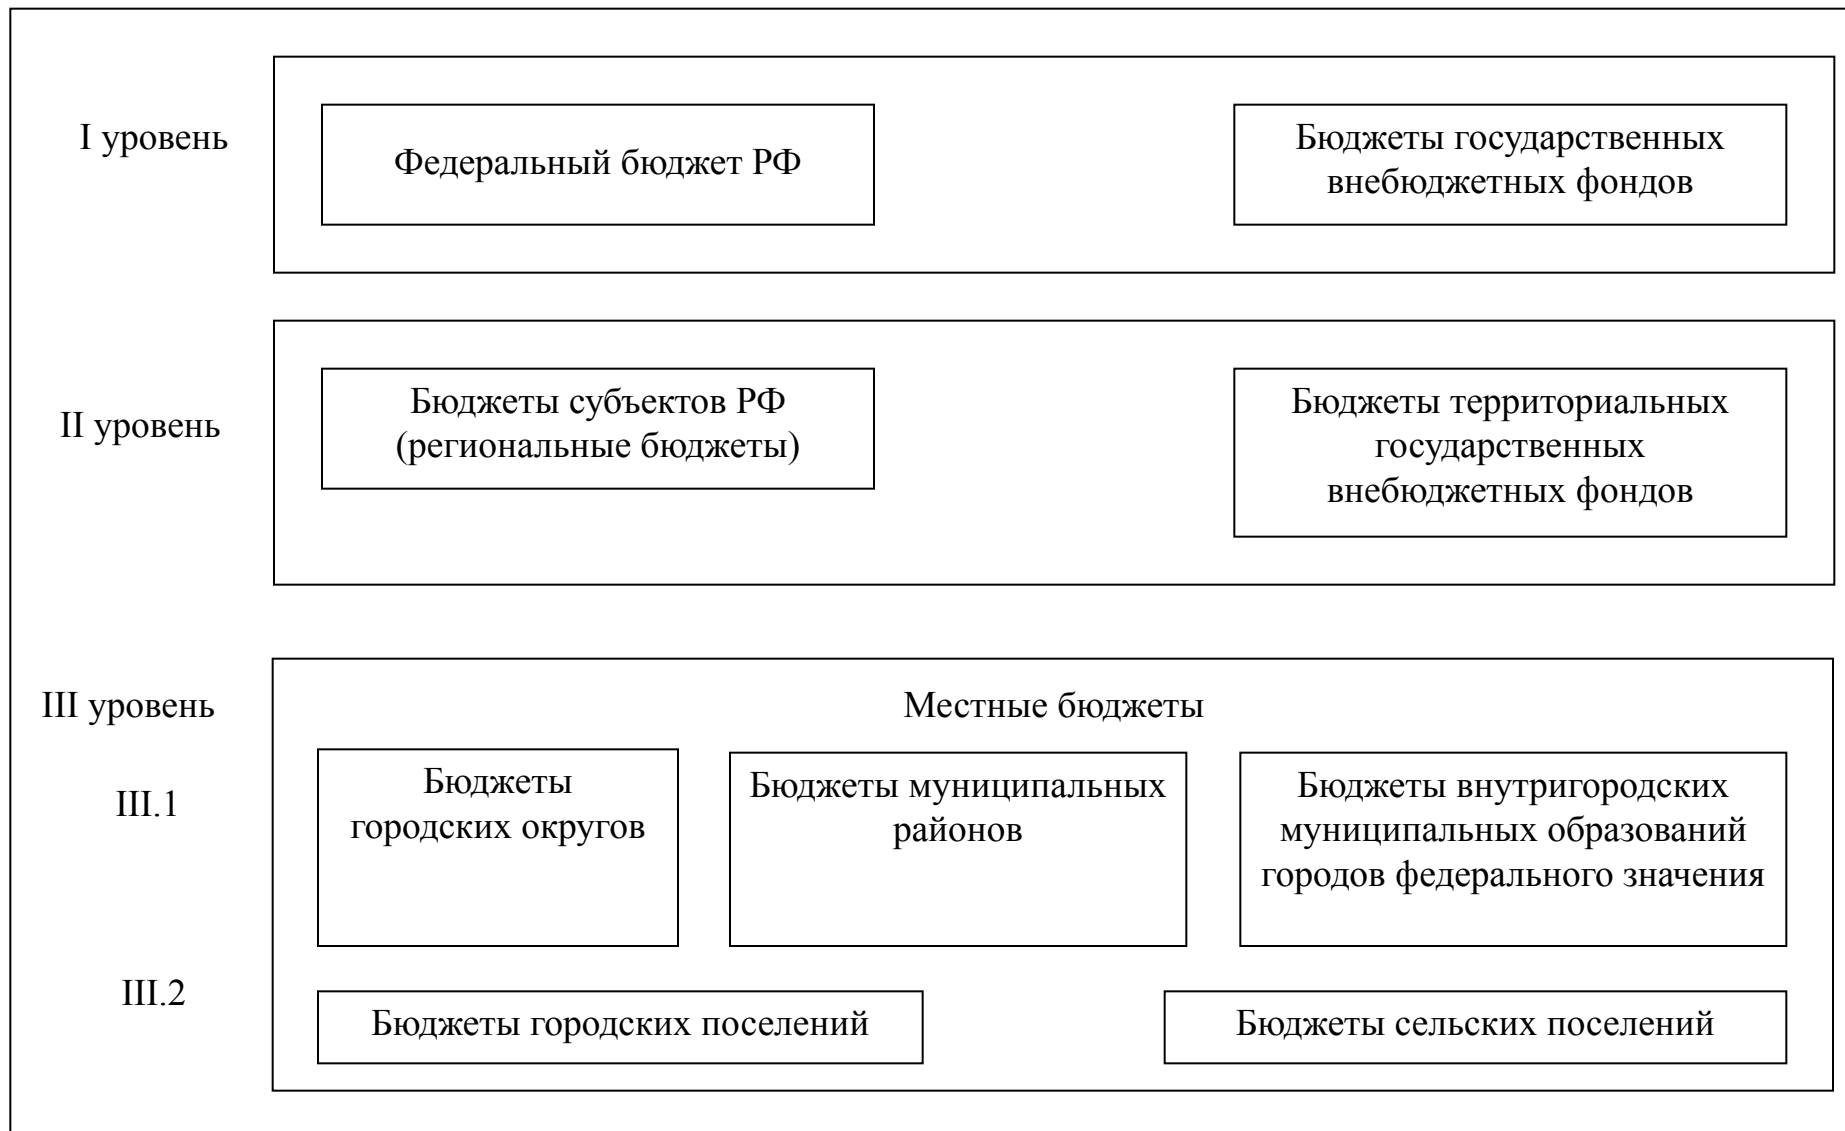 I уровень
Федеральный бюджет РФ
Бюджеты государственных
внебюджетных фондов
II уровень
Бюджеты субъектов РФ
(региональные бюджеты)
Бюджеты территориальных
государственных
внебюджетных фондов
III уровень
Местные бюджеты
III.1
Бюджеты
городских округов
Бюджеты муниципальных
районов
Бюджеты внутригородских
муниципальных образований
городов федерального значения
III.2
Бюджеты городских поселений
Бюджеты сельских поселений